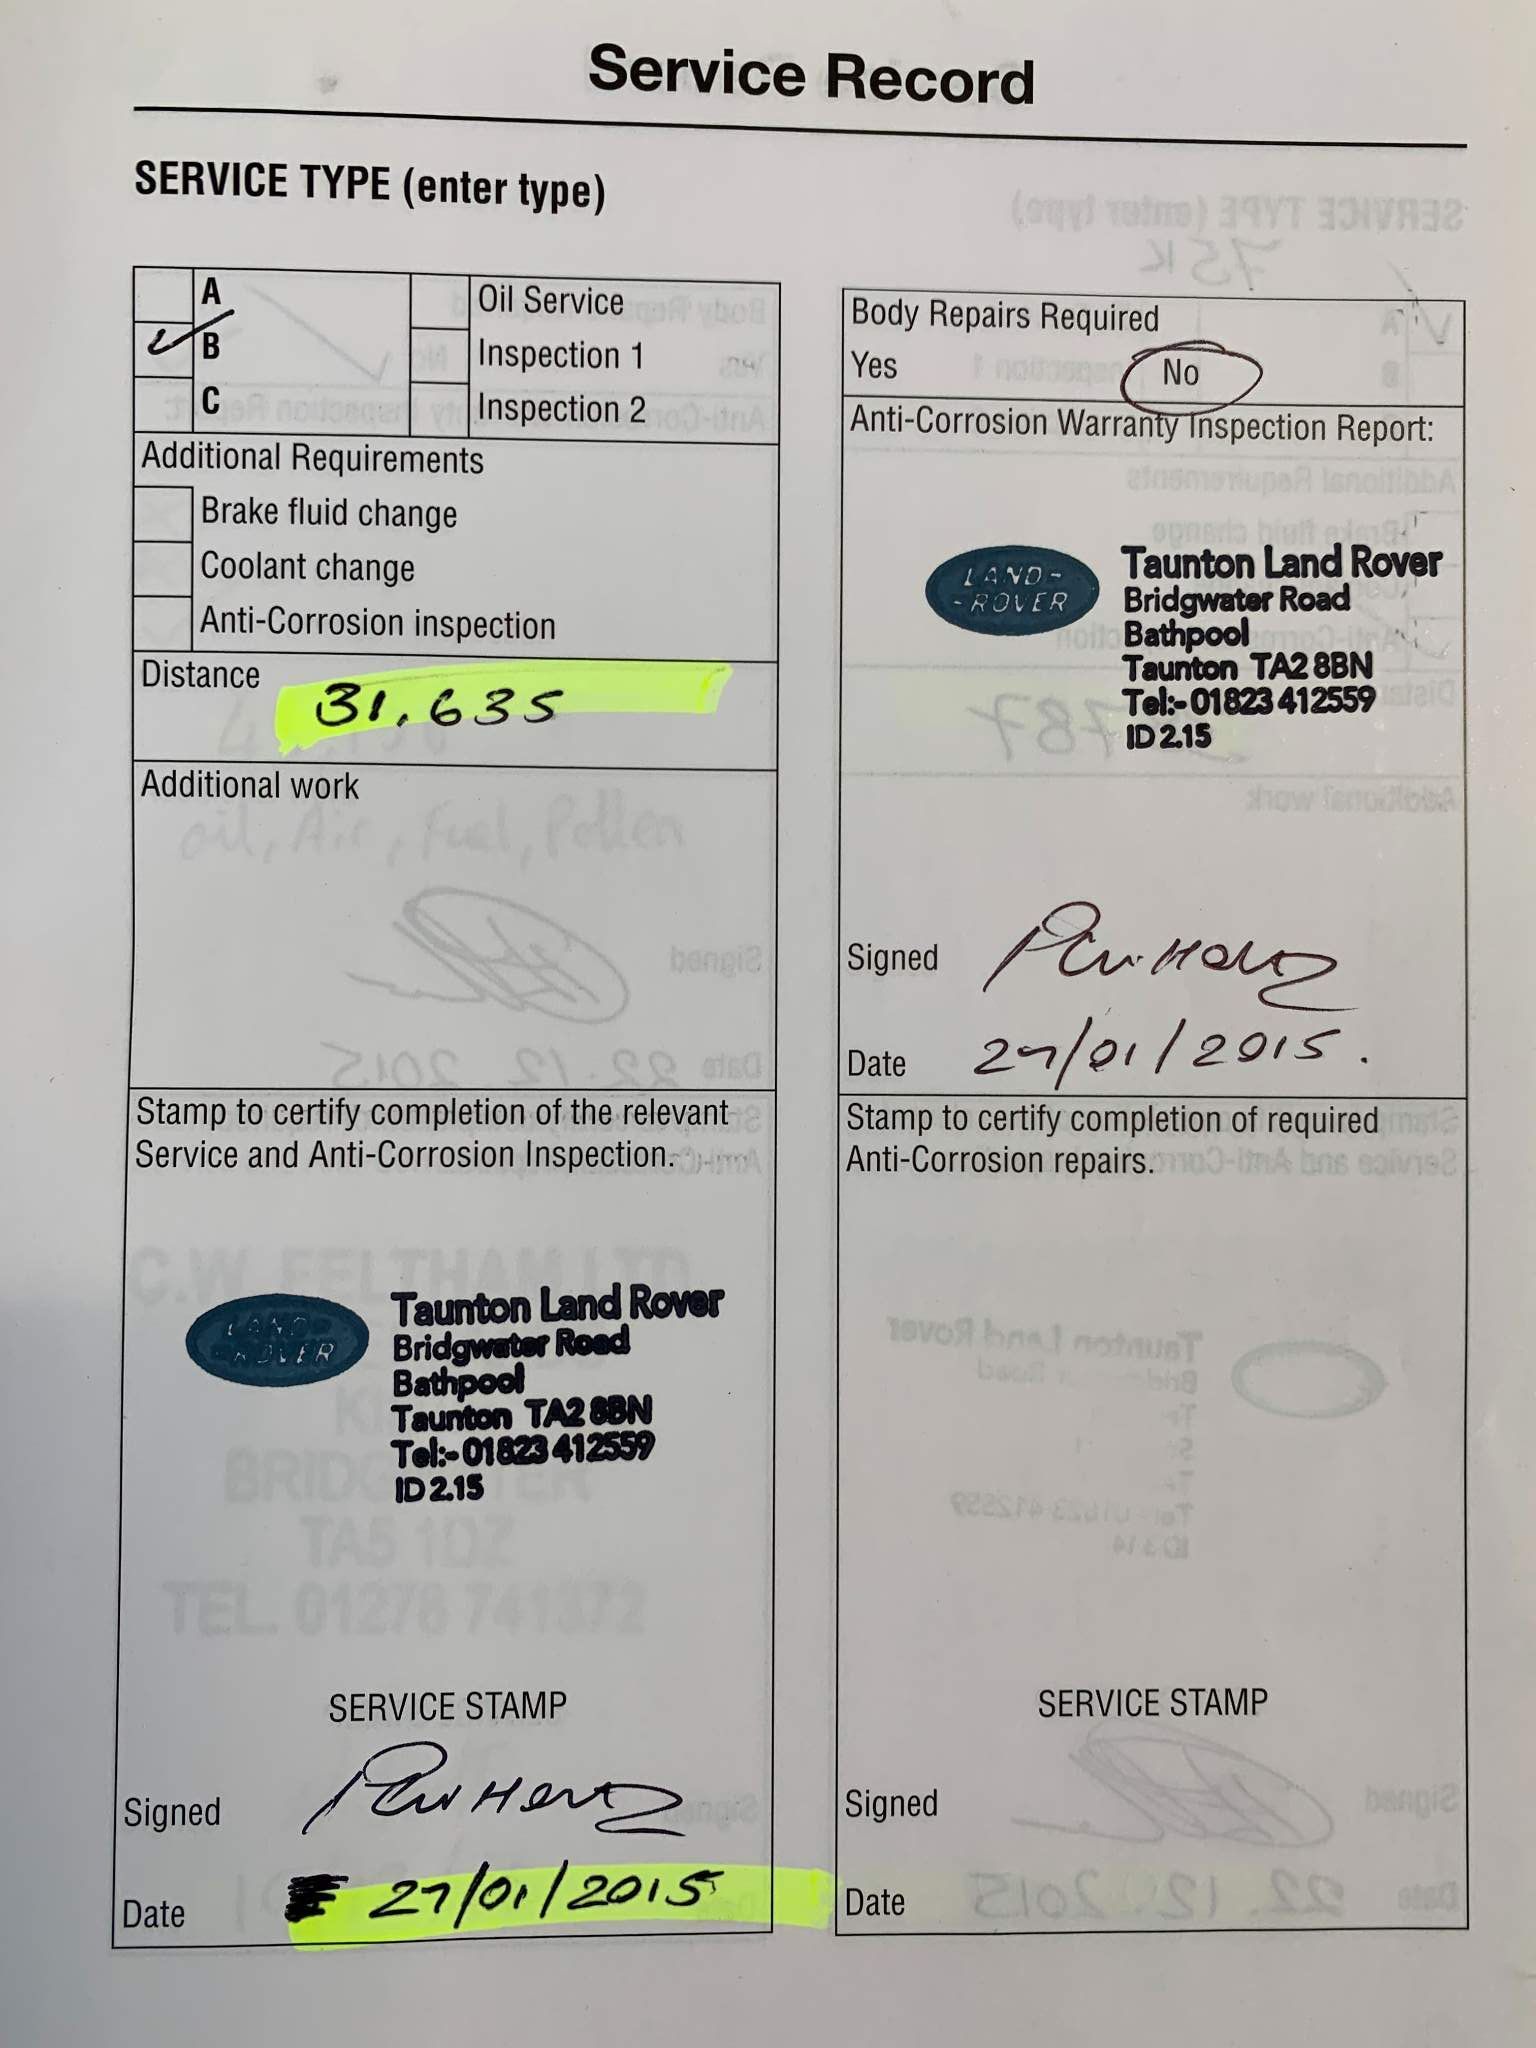 Service Record
SERVICE TYPE (enter type)
A
B
C
Oil Service
Inspection 1
Inspection 2
Additional Requirements
Brake fluid change
Coolant change
Anti-Corrosion inspection
Distance 31.635
Additional work
Stamp to certify completion of the relevant
Service and Anti-Corrosion Inspection.
LAND-
-ROVER
Taunton Land Rover
Bridgwater Road
Bathpool
Taunton TA2 8BN
Tel:- 01823 412559
ID 2.15
SERVICE STAMP
Signed
Date 27/01/2015
Body Repairs Required
Yes No
Anti-Corrosion Warranty Inspection Report:
LAND-
-ROVER
Taunton Land Rover
Bridgwater Road
Bathpool
Taunton TA2 8BN
Tel:- 01823 412559
ID 2.15
Signed
Date 27/01/2015.
Stamp to certify completion of required
Anti-Corrosion repairs.
SERVICE STAMP
Signed
Date